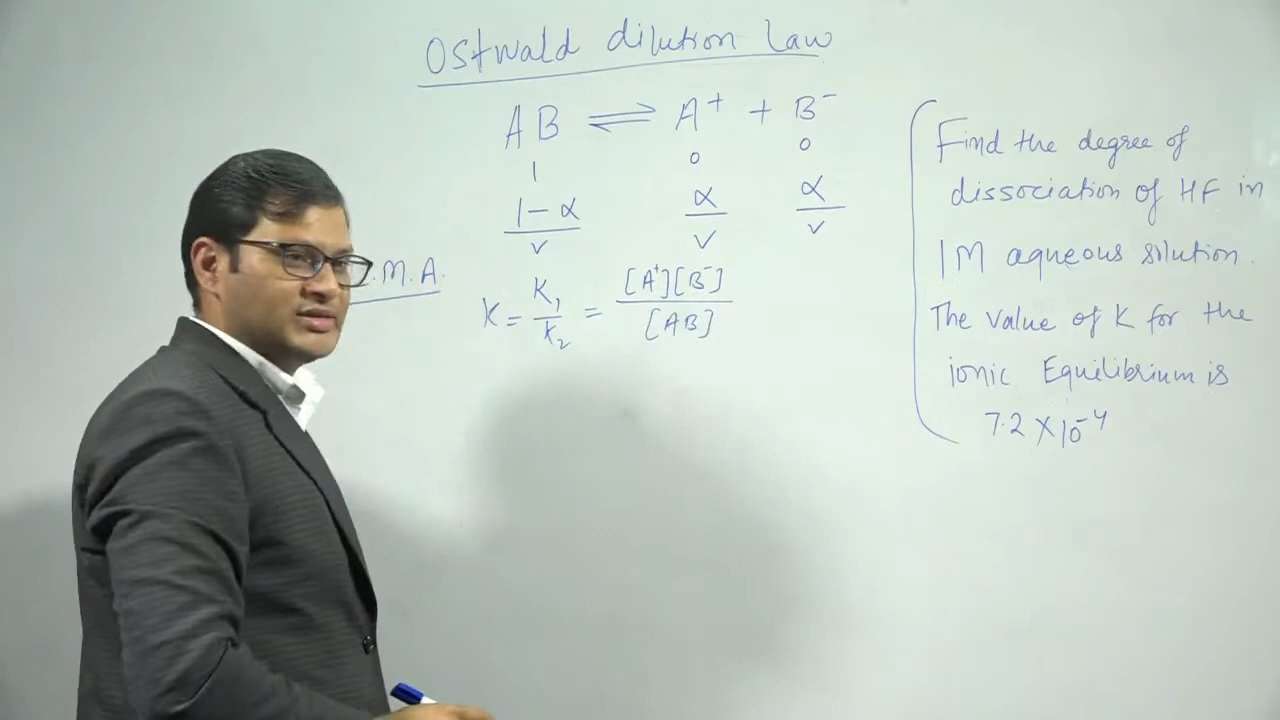 Ostwald dilution law
AB ⇌ A⁺ + B⁻
1 0 0
1-α/v α/v α/v
.M.A.
K = K₁/K₂ = [A⁺][B⁻]/[AB]
Find the degree of
dissociation of HF in
1M aqueous solution.
The value of K for the
ionic Equilibrium is
7.2 X 10⁻⁴